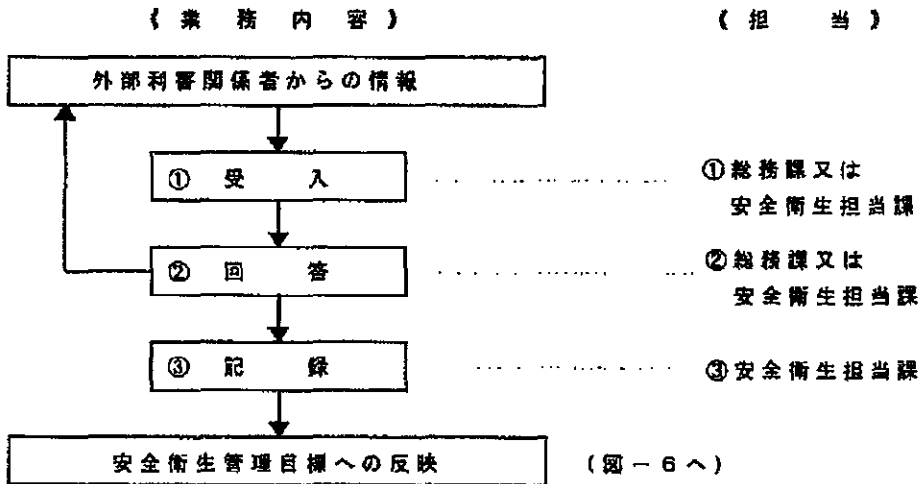 《 業 務 内 容 》
《 担 当 》
外部利害関係者からの情報
① 受 入
①総務課又は
安全衛生担当課
② 回 答
②総務課又は
安全衛生担当課
③ 記 録
③安全衛生担当課
安全衛生管理目標への反映
(図-6へ)